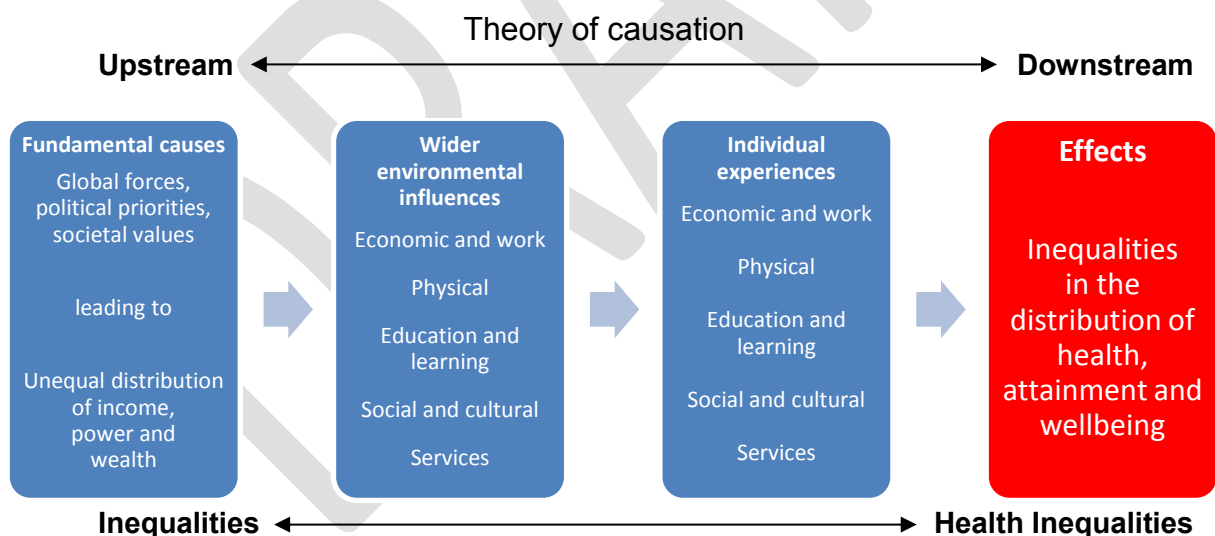 Theory of causation
Upstream
Downstream
Fundamental causes
Global forces,
political priorities,
societal values
leading to
Unequal distribution
of income,
power and
wealth
Wider
environmental
influences
Economic and work
Physical
Education and
learning
Social and cultural
Services
Individual
experiences
Economic and work
Physical
Education and
learning
Social and cultural
Services
Effects
Inequalities
in the
distribution of
health,
attainment and
wellbeing
Inequalities
Health Inequalities